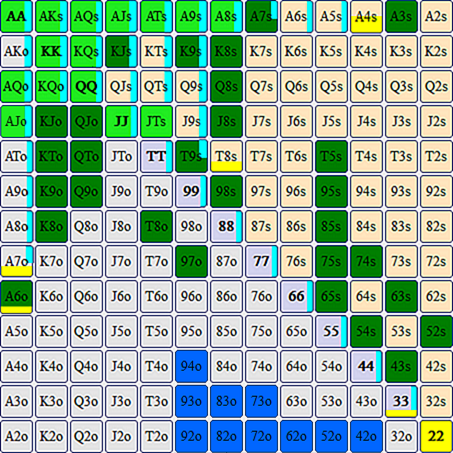 AA AKs AQs AJs ATs A9s A8s A7s A6s A5s A4s A3s A2s
AKo KK KQs KJs KTs K9s K8s K7s K6s K5s K4s K3s K2s
AQo KQo QQ QJs QTs Q9s Q8s Q7s Q6s Q5s Q4s Q3s Q2s
AJo KJo QJo JJ JTs J9s J8s J7s J6s J5s J4s J3s J2s
ATo KTo QTo JTo TT T9s T8s T7s T6s T5s T4s T3s T2s
A9o K9o Q9o J9o T9o 99 98s 97s 96s 95s 94s 93s 92s
A8o K8o Q8o J8o T8o 98o 88 87s 86s 85s 84s 83s 82s
A7o K7o Q7o J7o T7o 97o 87o 77 76s 75s 74s 73s 72s
A6o K6o Q6o J6o T6o 96o 86o 76o 66 65s 64s 63s 62s
A5o K5o Q5o J5o T5o 95o 85o 75o 65o 55 54s 53s 52s
A4o K4o Q4o J4o T4o 94o 84o 74o 64o 54o 44 43s 42s
A3o K3o Q3o J3o T3o 93o 83o 73o 63o 53o 43o 33 32s
A2o K2o Q2o J2o T2o 92o 82o 72o 62o 52o 42o 32o 22